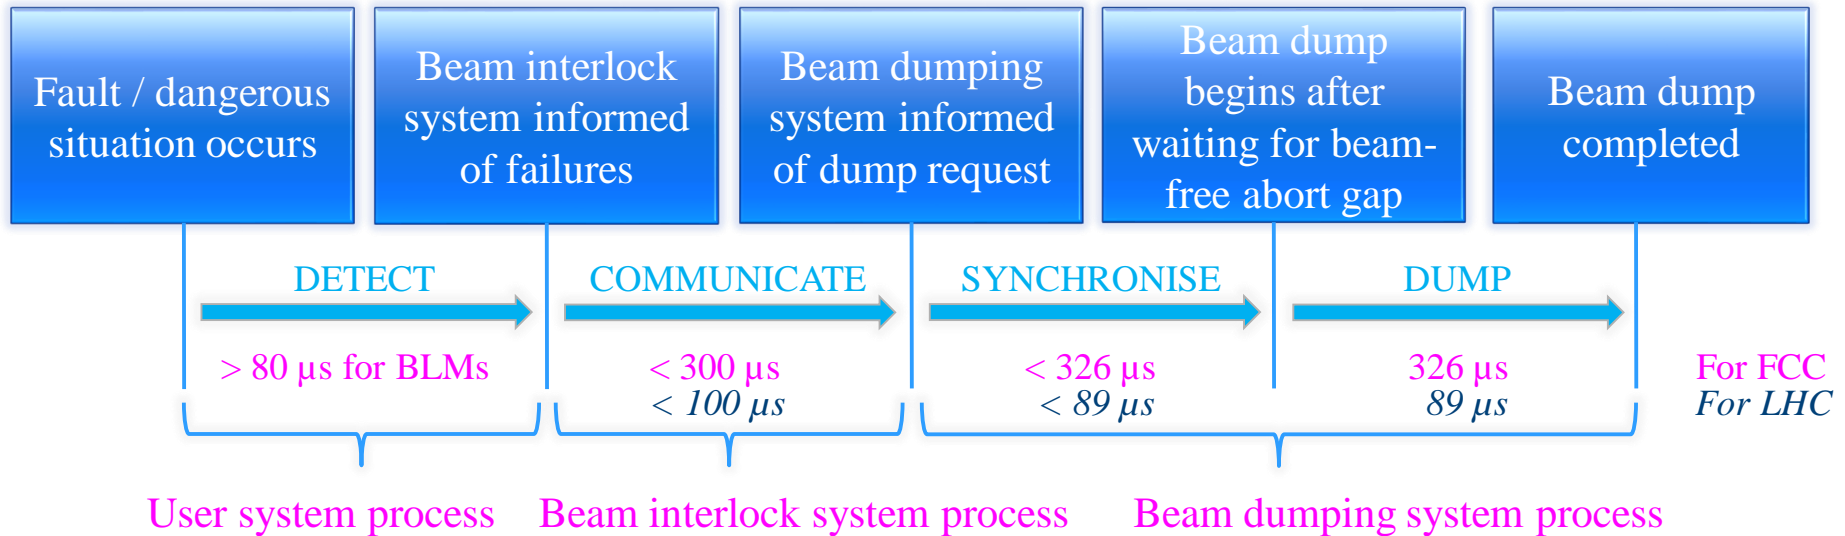 Fault / dangerous
situation occurs
Beam interlock
system informed
of failures
Beam dumping
system informed
of dump request
Beam dump
begins after
waiting for beam-
free abort gap
Beam dump
completed
DETECT
COMMUNICATE
SYNCHRONISE
DUMP
> 80 µs for BLMs
< 300 µs
< 326 µs
326 µs
For FCC
< 100 µs
< 89 µs
89 µs
For LHC
User system process
Beam interlock system process
Beam dumping system process